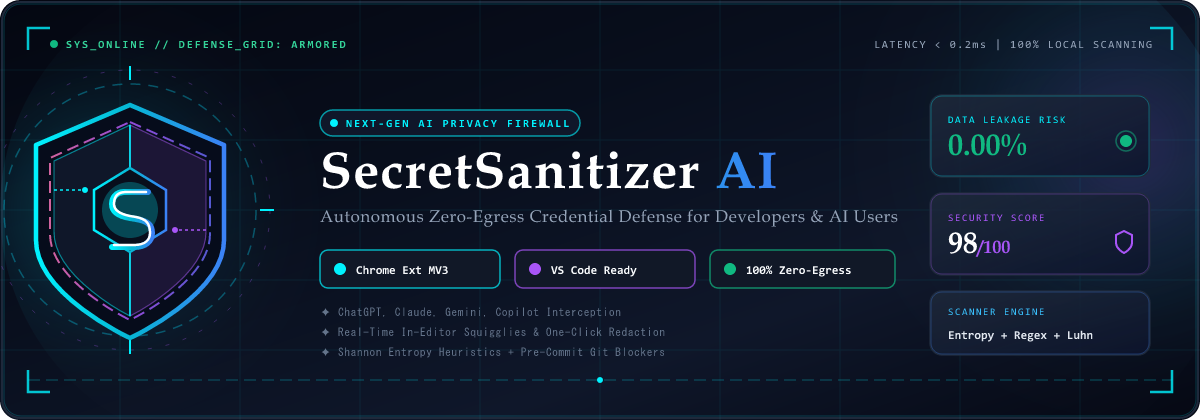 SYS_ONLINE // DEFENSE_GRID: ARMORED
LATENCY < 0.2ms | 100% LOCAL SCANNING
NEXT-GEN AI PRIVACY FIREWALL
SecretSanitizer AI
Autonomous Zero-Egress Credential Defense for Developers & AI Users
Chrome Ext MV3
VS Code Ready
100% Zero-Egress
✦ ChatGPT, Claude, Gemini, Copilot Interception
✦ Real-Time In-Editor Squigglies & One-Click Redaction
✦ Shannon Entropy Heuristics + Pre-Commit Git Blockers
DATA LEAKAGE RISK
0.00%
SECURITY SCORE
98/100
SCANNER ENGINE
Entropy + Regex + Luhn
S